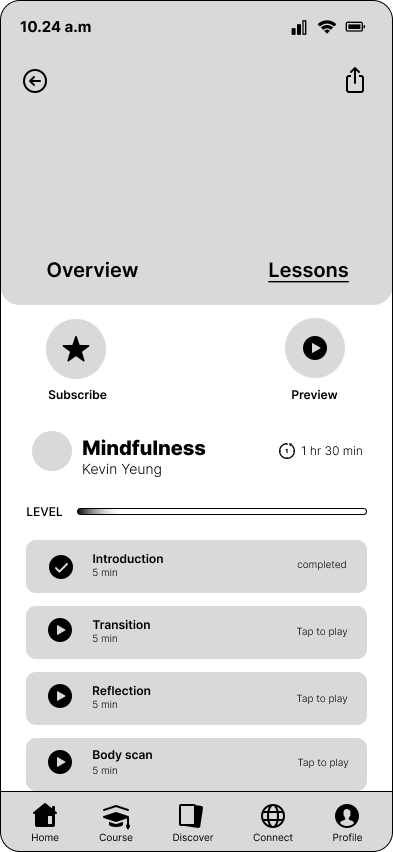 10.24 a.m
Overview
Lessons
Subscribe
Preview
Mindfulness
Kevin Yeung
1 hr 30 min
LEVEL
Introduction
5 min
completed
Transition
5 min
Tap to play
Reflection
5 min
Tap to play
Body scan
5 min
Tap to play
Home
Course
Discover
Connect
Profile